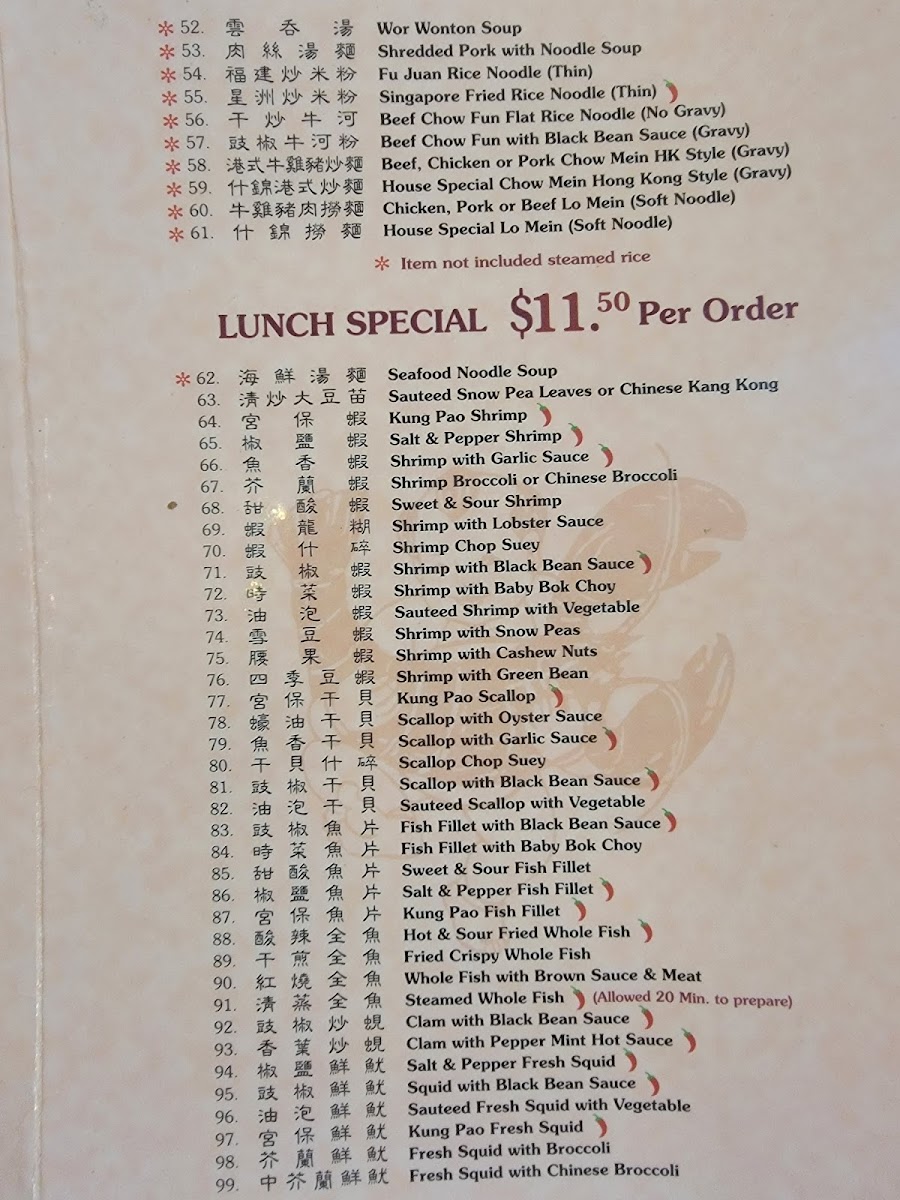 * 52. 雲吞湯 Wor Wonton Soup
* 53. 肉絲湯麵 Shredded Pork with Noodle Soup
* 54. 福建炒米粉 Fu Juan Rice Noodle (Thin)
* 55. 星洲炒米粉 Singapore Fried Rice Noodle (Thin)
* 56. 干炒牛河 Beef Chow Fun Flat Rice Noodle (No Gravy)
* 57. 豉椒牛河粉 Beef Chow Fun with Black Bean Sauce (Gravy)
* 58. 港式牛雞豬炒麵 Beef, Chicken or Pork Chow Mein HK Style (Gravy)
* 59. 什錦港式炒麵 House Special Chow Mein Hong Kong Style (Gravy)
* 60. 牛雞豬肉撈麵 Chicken, Pork or Beef Lo Mein (Soft Noodle)
* 61. 什錦撈麵 House Special Lo Mein (Soft Noodle)
* Item not included steamed rice
LUNCH SPECIAL $11.50 Per Order
* 62. 海鮮湯麵 Seafood Noodle Soup
63. 清炒大豆苗 Sauteed Snow Pea Leaves or Chinese Kang Kong
64. 宮保蝦 Kung Pao Shrimp
65. 椒鹽蝦 Salt & Pepper Shrimp
66. 魚香蝦 Shrimp with Garlic Sauce
67. 芥蘭蝦 Shrimp Broccoli or Chinese Broccoli
68. 甜酸蝦 Sweet & Sour Shrimp
69. 蝦龍糊 Shrimp with Lobster Sauce
70. 蝦什碎 Shrimp Chop Suey
71. 豉椒蝦 Shrimp with Black Bean Sauce
72. 時菜蝦 Shrimp with Baby Bok Choy
73. 油泡蝦 Sauteed Shrimp with Vegetable
74. 雪豆蝦 Shrimp with Snow Peas
75. 腰果蝦 Shrimp with Cashew Nuts
76. 四季豆蝦 Shrimp with Green Bean
77. 宮保干貝 Kung Pao Scallop
78. 蠔油干貝 Scallop with Oyster Sauce
79. 魚香干貝 Scallop with Garlic Sauce
80. 干貝什碎 Scallop Chop Suey
81. 豉椒干貝 Scallop with Black Bean Sauce
82. 油泡干貝 Sauteed Scallop with Vegetable
83. 豉椒魚片 Fish Fillet with Black Bean Sauce
84. 時菜魚片 Fish Fillet with Baby Bok Choy
85. 甜酸魚片 Sweet & Sour Fish Fillet
86. 椒鹽魚片 Salt & Pepper Fish Fillet
87. 宮保魚片 Kung Pao Fish Fillet
88. 酸辣全魚 Hot & Sour Fried Whole Fish
89. 干煎全魚 Fried Crispy Whole Fish
90. 紅燒全魚 Whole Fish with Brown Sauce & Meat
91. 清蒸全魚 Steamed Whole Fish (Allowed 20 Min. to prepare)
92. 豉椒炒蜆 Clam with Black Bean Sauce
93. 香葉炒蜆 Clam with Pepper Mint Hot Sauce
94. 椒鹽鮮魷 Salt & Pepper Fresh Squid
95. 豉椒鮮魷 Squid with Black Bean Sauce
96. 油泡鮮魷 Sauteed Fresh Squid with Vegetable
97. 宮保鮮魷 Kung Pao Fresh Squid
98. 芥蘭鮮魷 Fresh Squid with Broccoli
99. 中芥蘭鮮魷 Fresh Squid with Chinese Broccoli